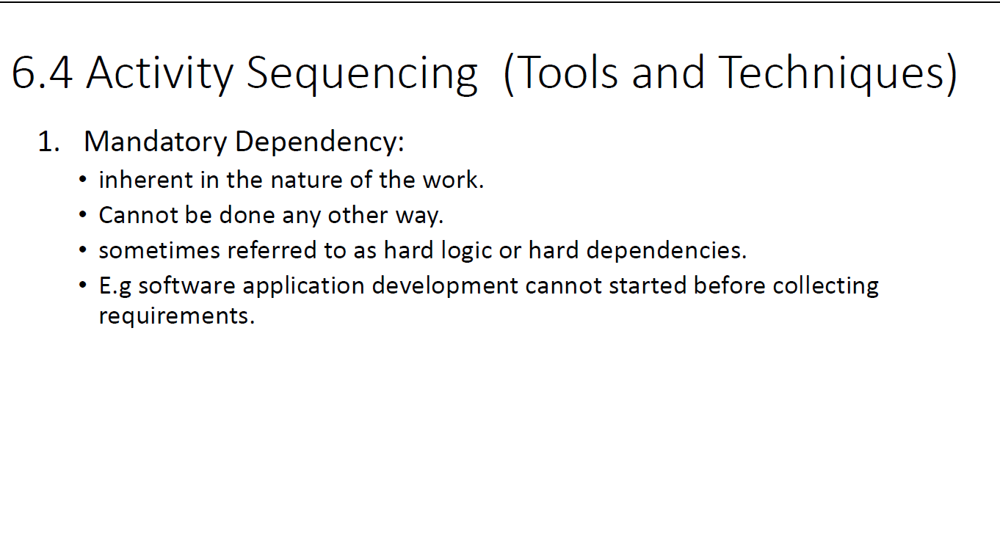 6.4 Activity Sequencing  (Tools and Techniques)
1. Mandatory Dependency:
• inherent in the nature of the work.
• Cannot be done any other way.
• sometimes referred to as hard logic or hard dependencies.
• E.g software application development cannot started before collecting
requirements.